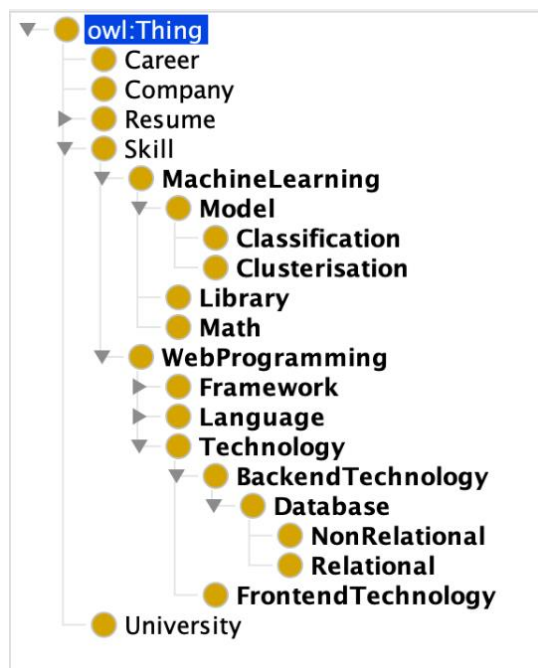 owl:Thing
Career
Company
Resume
Skill
MachineLearning
Model
Classification
Clusterisation
Library
Math
WebProgramming
Framework
Language
Technology
BackendTechnology
Database
NonRelational
Relational
FrontendTechnology
University